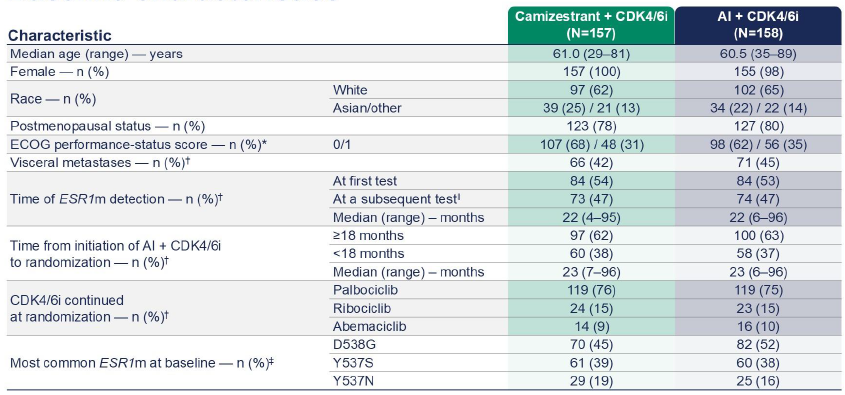 Camizestrant + CDK4/6i AI + CDK4/6i
Characteristic (N=157) (N=158)
Median age (range) — years 61.0 (29–81) 60.5 (35–89)
Female — n (%) 157 (100) 155 (98)
Race — n (%) White 97 (62) 102 (65)
Asian/other 39 (25) / 21 (13) 34 (22) / 22 (14)
Postmenopausal status — n (%) 123 (78) 127 (80)
ECOG performance-status score — n (%)* 0/1 107 (68) / 48 (31) 98 (62) / 56 (35)
Visceral metastases — n (%)† 66 (42) 71 (45)
Time of ESR1m detection — n (%)† At first test 84 (54) 84 (53)
At a subsequent testǁ 73 (47) 74 (47)
Median (range) – months 22 (4–95) 22 (6–96)
Time from initiation of AI + CDK4/6i
to randomization — n (%)† ≥18 months 97 (62) 100 (63)
<18 months 60 (38) 58 (37)
Median (range) – months 23 (7–96) 23 (6–96)
CDK4/6i continued
at randomization — n (%)† Palbociclib 119 (76) 119 (75)
Ribociclib 24 (15) 23 (15)
Abemaciclib 14 (9) 16 (10)
Most common ESR1m at baseline — n (%)‡ D538G 70 (45) 82 (52)
Y537S 61 (39) 60 (38)
Y537N 29 (19) 25 (16)